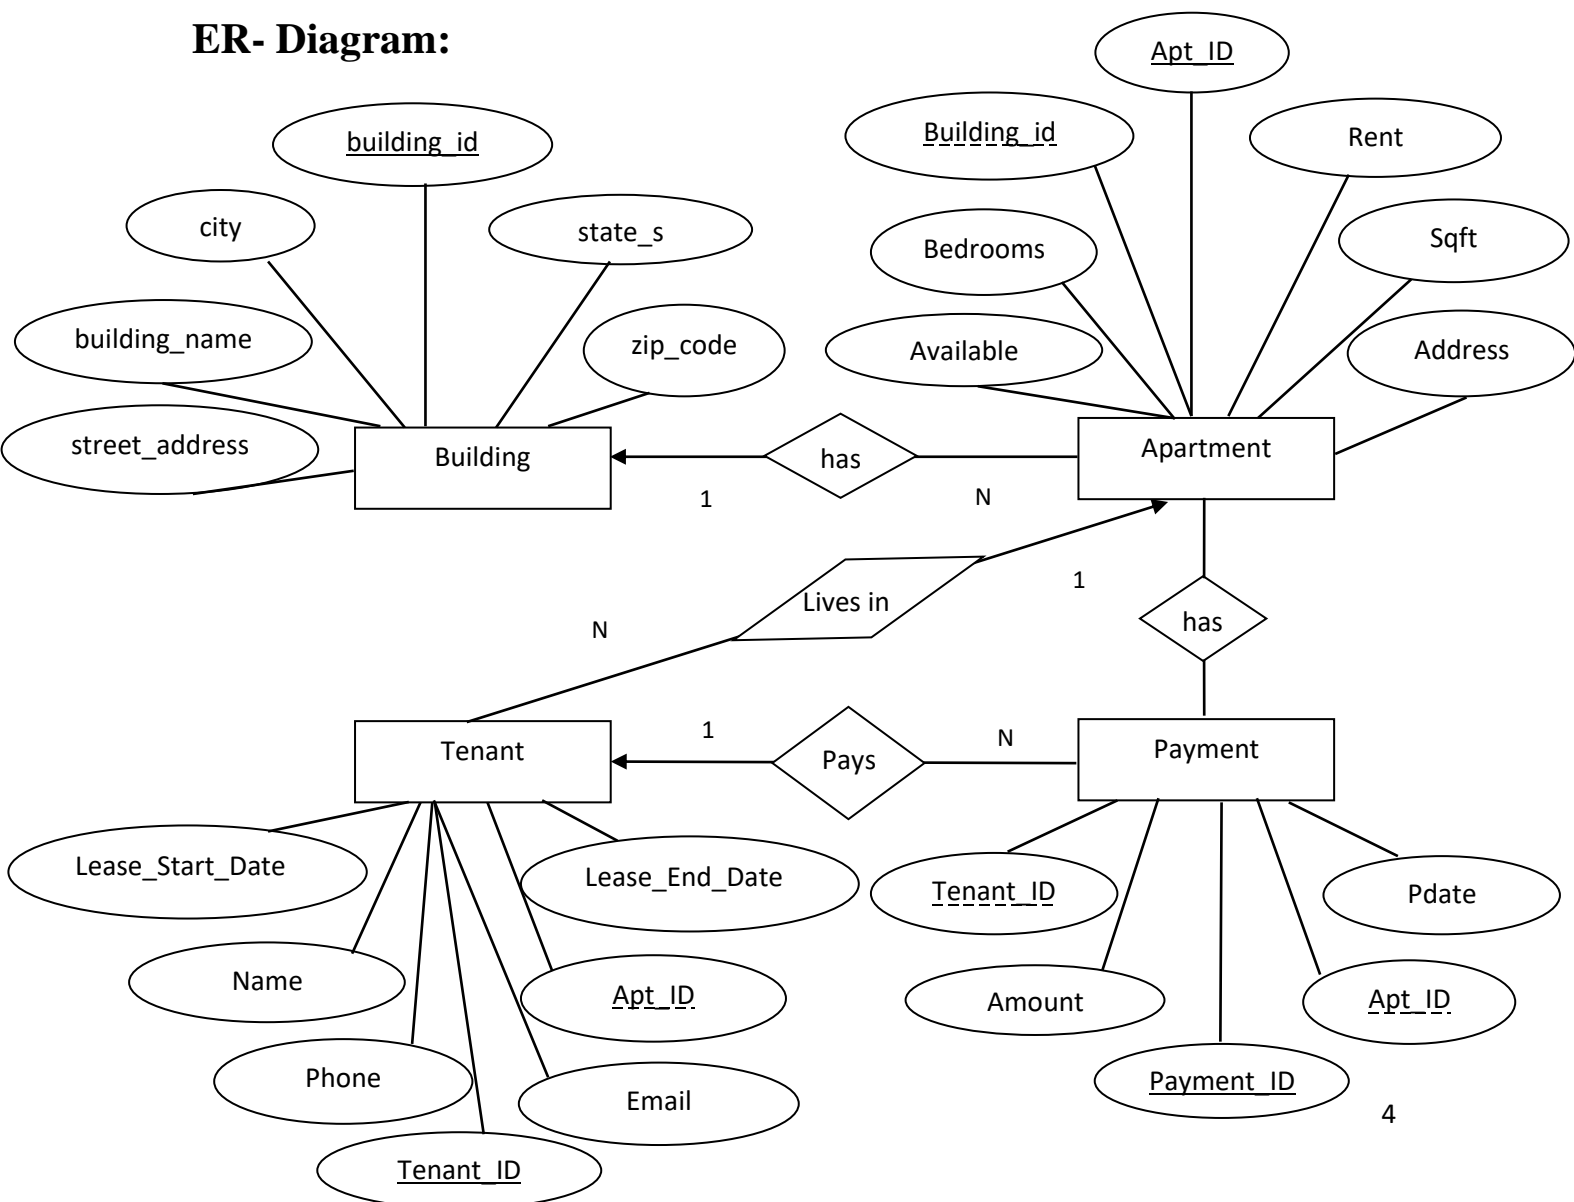 ER- Diagram:
Apt_ID
building_id
Building_id
Rent
city
state_s
Bedrooms
Sqft
building_name
zip_code
Available
Address
street_address
Building
has
Apartment
1
N
Lives in
1
N
has
Tenant
1
Pays
N
Payment
Lease_Start_Date
Lease_End_Date
Tenant_ID
Pdate
Name
Apt_ID
Amount
Apt_ID
Phone
Email
Payment_ID
4
Tenant_ID